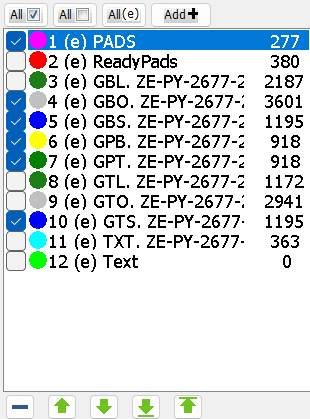 All All All(e) Add+
1 (e) PADS 277
2 (e) ReadyPads 380
3 (e) GBL. ZE-PY-2677-2 2187
4 (e) GBO. ZE-PY-2677-2 3601
5 (e) GBS. ZE-PY-2677-2 1195
6 (e) GPB. ZE-PY-2677-2 918
7 (e) GPT. ZE-PY-2677-2 918
8 (e) GTL. ZE-PY-2677-2 1172
9 (e) GTO. ZE-PY-2677-2 2941
10 (e) GTS. ZE-PY-2677- 1195
11 (e) TXT. ZE-PY-2677- 363
12 (e) Text 0